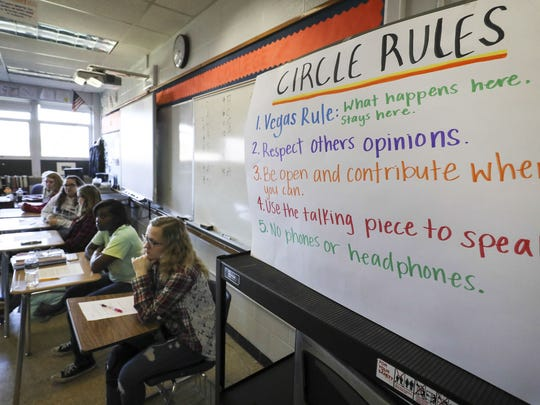 CIRCLE RULES
1. Vegas Rule: What happens here.
stays here.
2. Respect others opinions.
3. Be open and contribute when
you can.
4. Use the talking piece to spea
5. No phones or headphones.